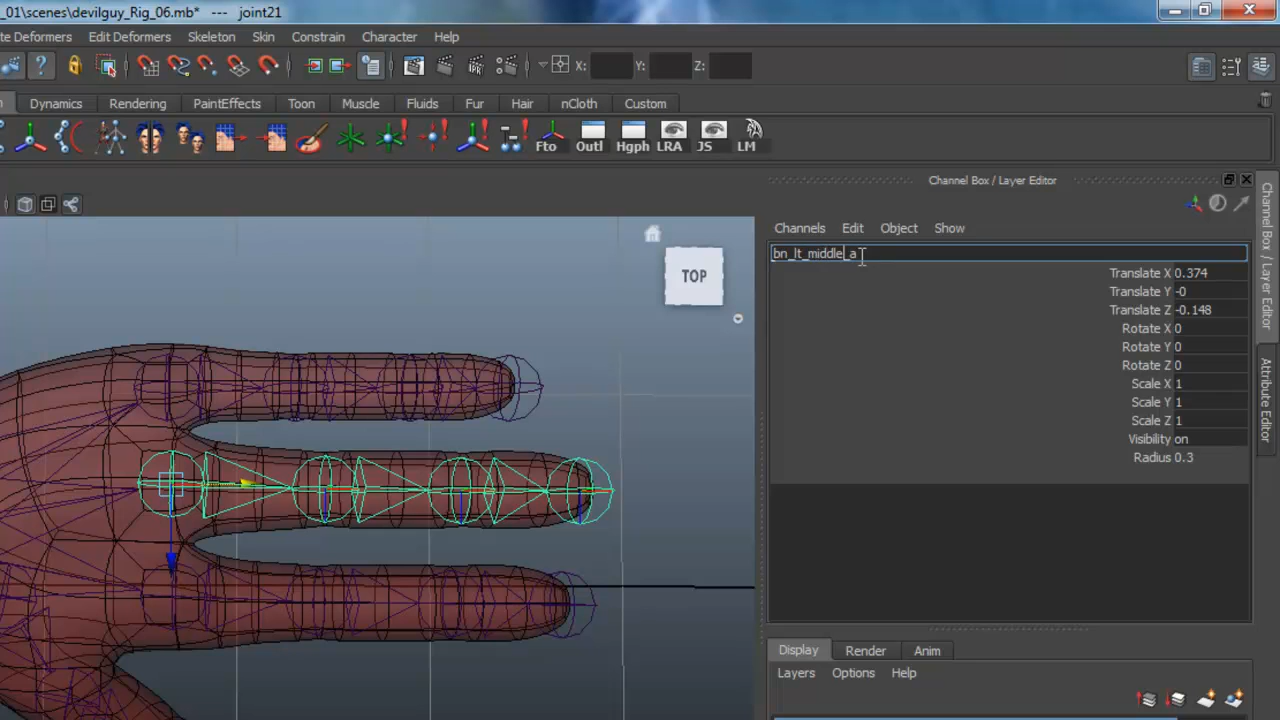 _01\scenes\devilguy_Rig_06.mb* --- joint21
te Deformers Edit Deformers Skeleton Skin Constrain Character Help
X: Y: Z:
Dynamics Rendering PaintEffects Toon Muscle Fluids Fur Hair nCloth Custom
Fto Outl Hgph LRA JS LM
Channel Box / Layer Editor
Channels Edit Object Show
bn_lt_middle_a
Translate X 0.374
Translate Y -0
Translate Z -0.148
Rotate X 0
Rotate Y 0
Rotate Z 0
Scale X 1
Scale Y 1
Scale Z 1
Visibility on
Radius 0.3
TOP
Channel Box / Layer Editor
Attribute Editor
Display Render Anim
Layers Options Help